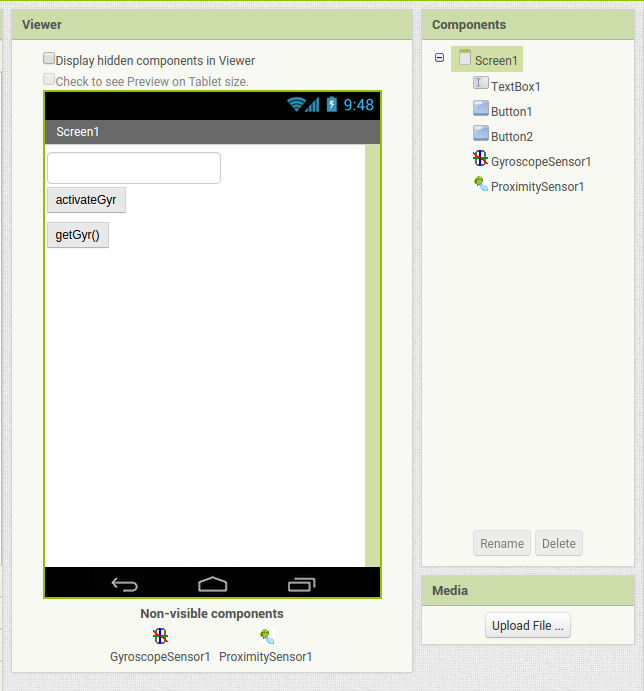 Viewer
Display hidden components in Viewer
Check to see Preview on Tablet size.
9:48
Screen1
activateGyr
getGyr()
Non-visible components
GyroscopeSensor1 ProximitySensor1
Components
Screen1
TextBox1
Button1
Button2
GyroscopeSensor1
ProximitySensor1
Rename Delete
Media
Upload File ...